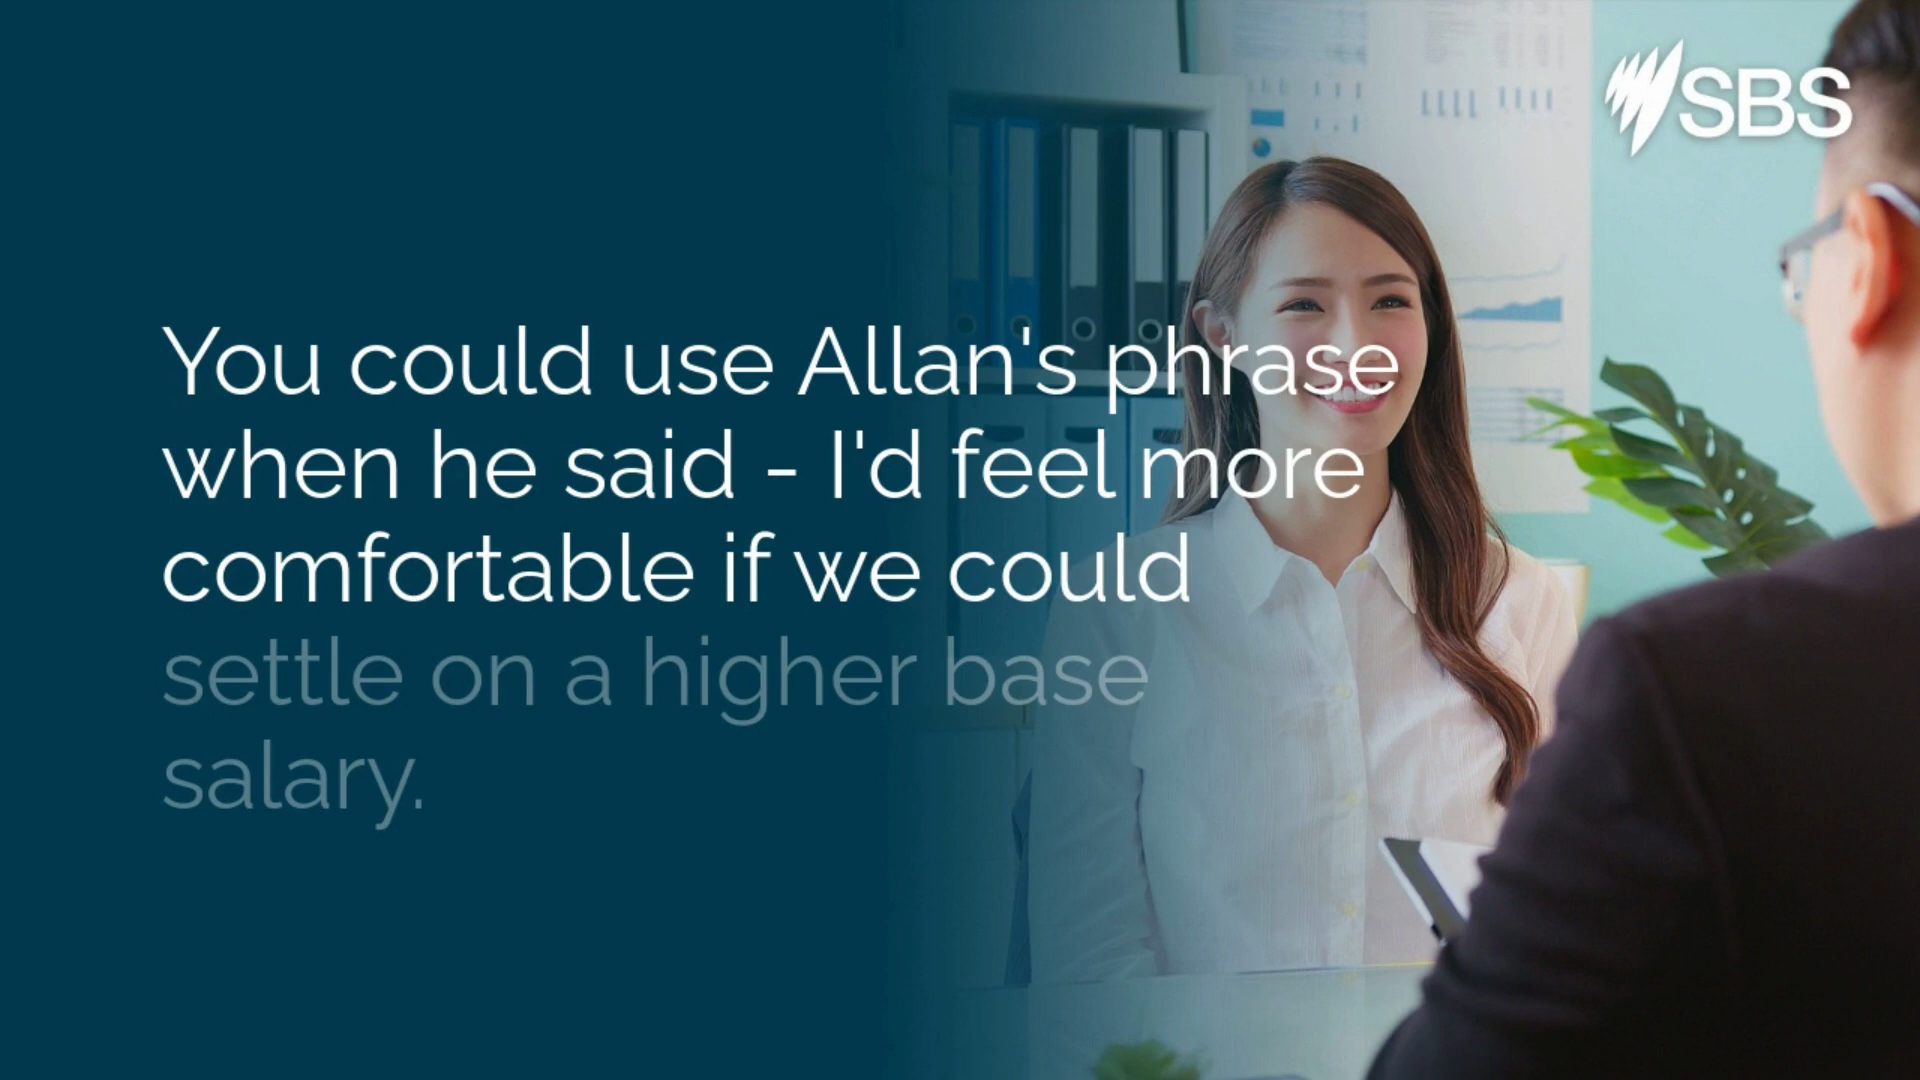 SBS
You could use Allan's phrase
when he said - I'd feel more
comfortable if we could
settle on a higher base
salary.